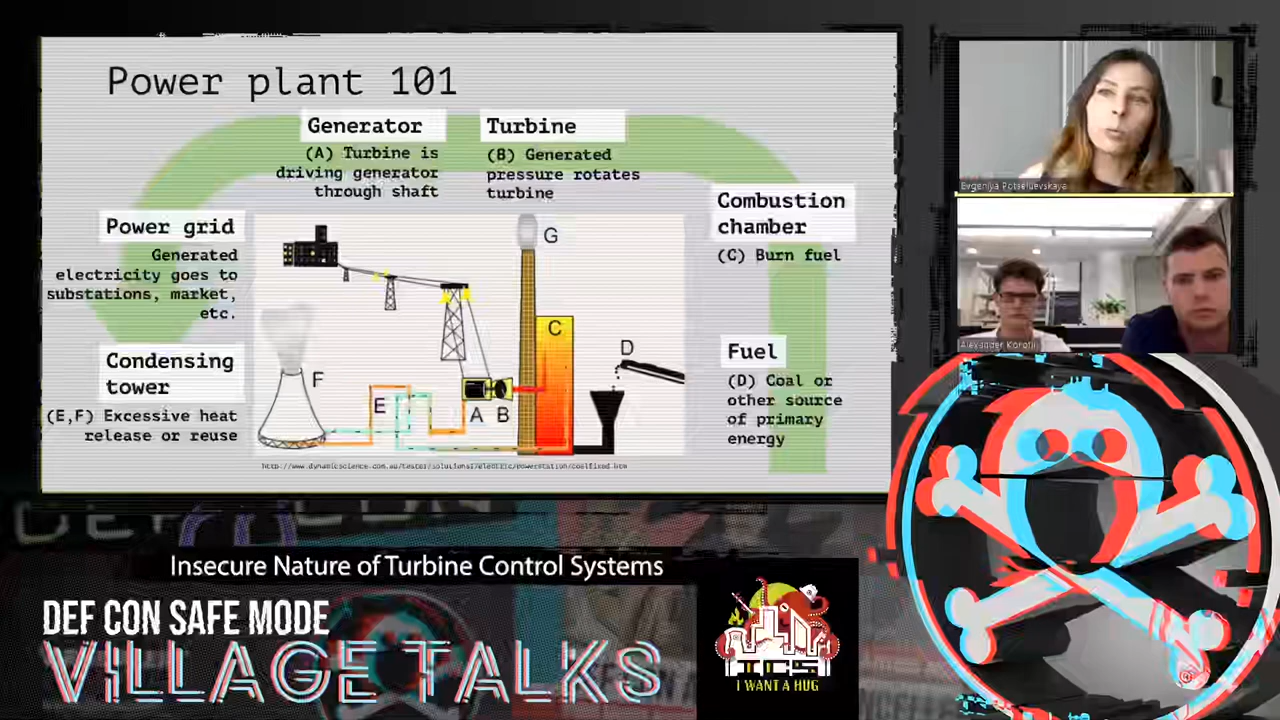 Power plant 101
Generator
(A) Turbine is
driving generator
through shaft
Turbine
(B) Generated
pressure rotates
turbine
Combustion
chamber
(C) Burn fuel
Power grid
Generated
electricity goes to
substations, market,
etc.
Condensing
tower
(E,F) Excessive heat
release or reuse
Fuel
(D) Coal or
other source
of primary
energy
G
C
D
F
E
A
B
Evgeniya Potseluevskaya
Insecure Nature of Turbine Control Systems
DEF CON SAFE MODE
VILLAGE TALKS
ICS
I WANT A HUG